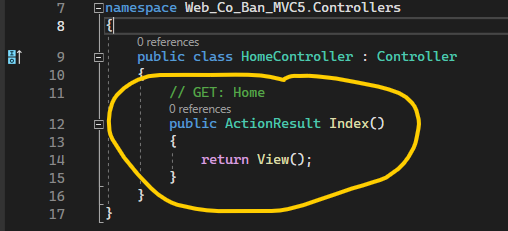 7 namespace Web_Co_Ban_MVC5.Controllers
8 {
0 references
9 public class HomeController : Controller
10 {
11 // GET: Home
0 references
12 public ActionResult Index()
13 {
14 return View();
15 }
16 }
17 }